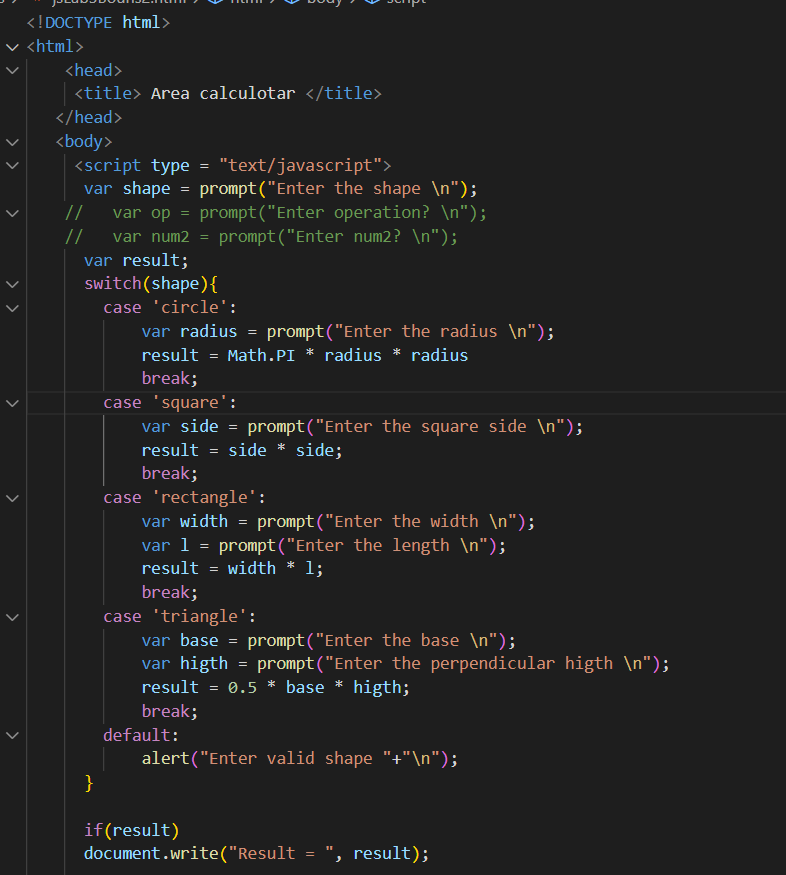 jsLab3Bouns2.html > html > body > script
<!DOCTYPE html>
<html>
<head>
<title> Area calculotar </title>
</head>
<body>
<script type = "text/javascript">
var shape = prompt("Enter the shape \n");
//   var op = prompt("Enter operation? \n");
//   var num2 = prompt("Enter num2? \n");
var result;
switch(shape){
case 'circle':
var radius = prompt("Enter the radius \n");
result = Math.PI * radius * radius
break;
case 'square':
var side = prompt("Enter the square side \n");
result = side * side;
break;
case 'rectangle':
var width = prompt("Enter the width \n");
var l = prompt("Enter the length \n");
result = width * l;
break;
case 'triangle':
var base = prompt("Enter the base \n");
var higth = prompt("Enter the perpendicular higth \n");
result = 0.5 * base * higth;
break;
default:
alert("Enter valid shape "+"\n");
}
if(result)
document.write("Result = ", result);